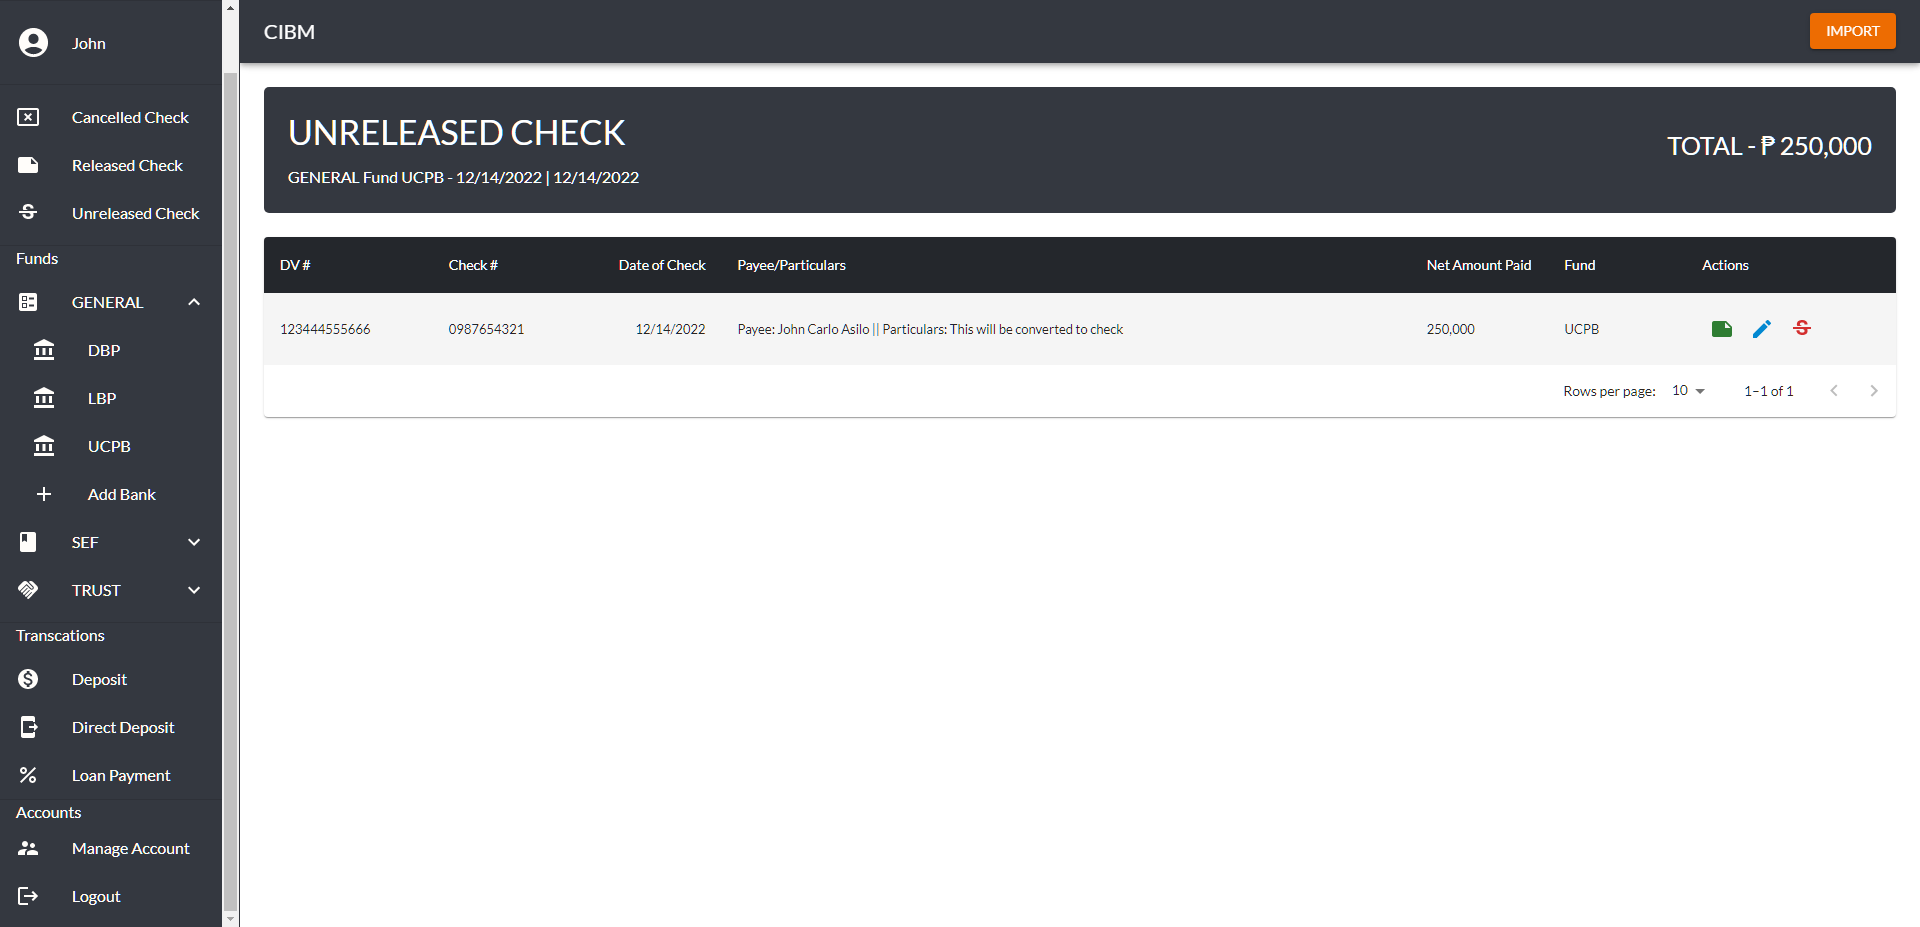 John
Cancelled Check
Released Check
Unreleased Check
Funds
GENERAL
DBP
LBP
UCPB
Add Bank
SEF
TRUST
Transcations
Deposit
Direct Deposit
Loan Payment
Accounts
Manage Account
Logout
CIBM
IMPORT
UNRELEASED CHECK
GENERAL Fund UCPB - 12/14/2022 | 12/14/2022
TOTAL - ₱ 250,000
DV # Check # Date of Check Payee/Particulars Net Amount Paid Fund Actions
123444555666 0987654321 12/14/2022 Payee: John Carlo Asilo || Particulars: This will be converted to check 250,000 UCPB
Rows per page: 10 1–1 of 1